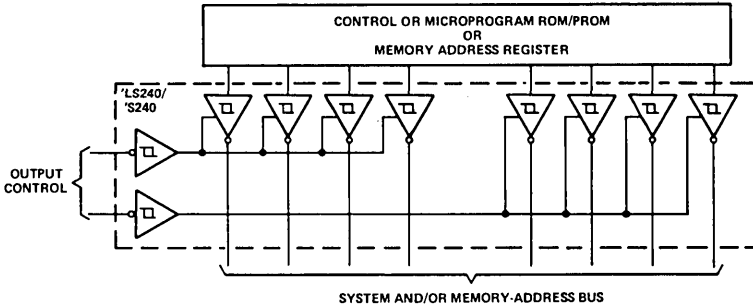 CONTROL OR MICROPROGRAM ROM/PROM
OR
MEMORY ADDRESS REGISTER
'LS240/
'S240
OUTPUT
CONTROL
SYSTEM AND/OR MEMORY-ADDRESS BUS